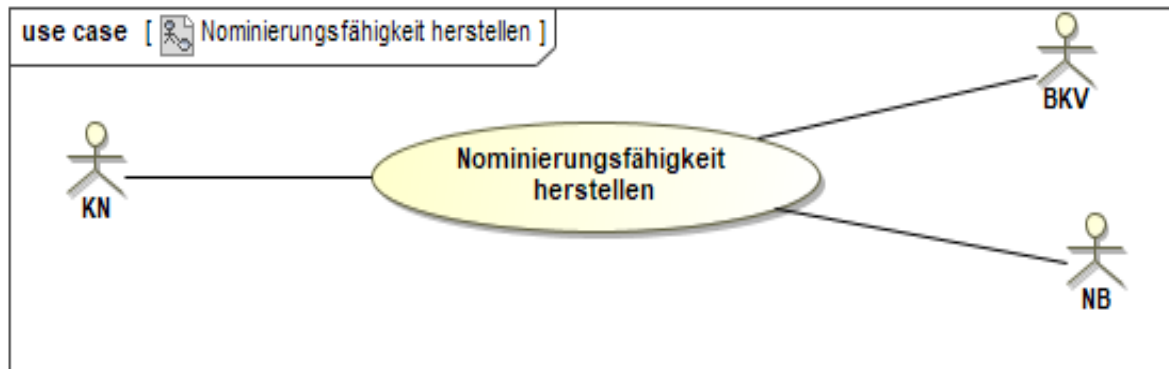 use case [ Nominierungsfähigkeit herstellen ]
BKV
KN
Nominierungsfähigkeit
herstellen
NB